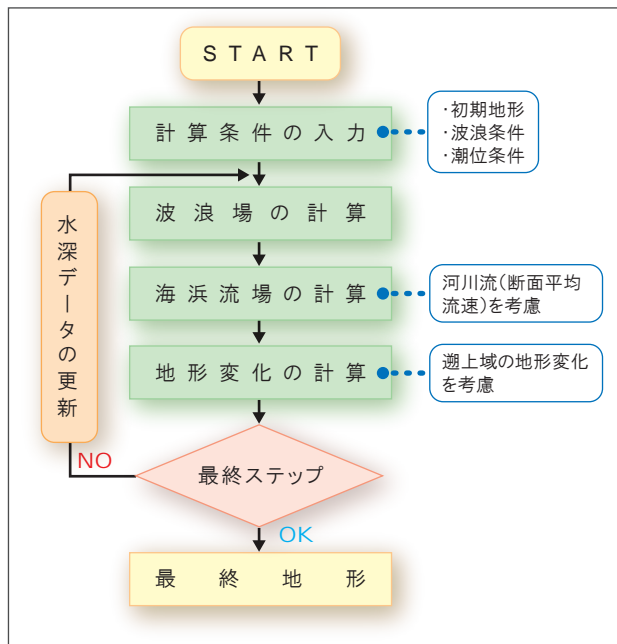 START
計算条件の入力
・初期地形
・波浪条件
・潮位条件
波浪場の計算
水深データの更新
海浜流場の計算
河川流(断面平均
流速)を考慮
地形変化の計算
遡上域の地形変化
を考慮
最終ステップ
NO
OK
最終地形